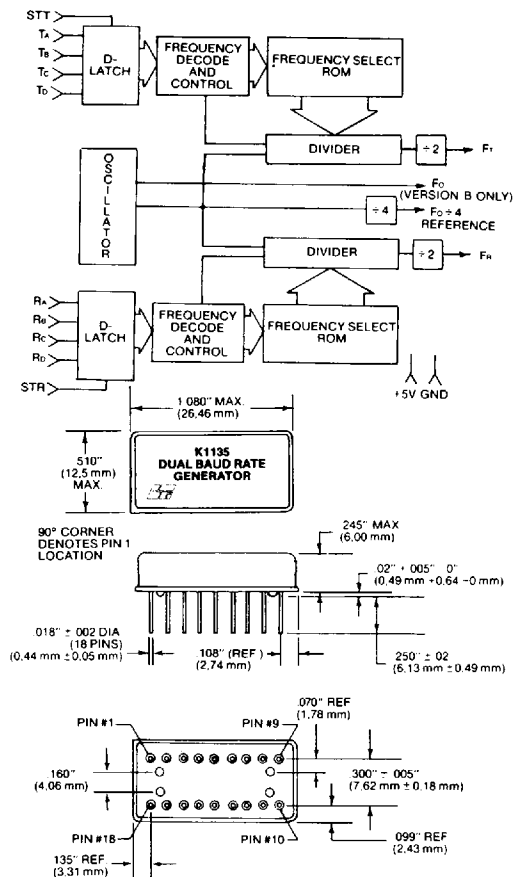 STT
TA
TB
TC
TD
D-
LATCH
FREQUENCY
DECODE
AND
CONTROL
FREQUENCY SELECT
ROM
DIVIDER
÷2
FT
OSCILLATOR
FO
(VERSION B ONLY)
÷4
FO ÷ 4
REFERENCE
DIVIDER
÷2
FR
RA
RB
RC
RD
STR
D-
LATCH
FREQUENCY
DECODE
AND
CONTROL
FREQUENCY SELECT
ROM
+5V GND
1.080" MAX.
(26,46 mm)
.510"
(12,5 mm)
MAX.
K1135
DUAL BAUD RATE
GENERATOR
90° CORNER
DENOTES PIN 1
LOCATION
.245" MAX
(6,00 mm)
.02" + 005" 0"
(0,49 mm +0,64 -0 mm)
.018" ± 002 DIA
(18 PINS)
(0,44 mm ±0,05 mm)
.108" (REF )
2,74 mm)
.250" ± 02
(6,13 mm ± 0,49 mm)
.070" REF
(1,78 mm)
PIN #1
PIN #9
.160"
(4,06 mm)
.300" ± 005"
(7,62 mm ± 0,18 mm)
PIN #18
PIN #10
.099" REF
(2,43 mm)
.135" REF.
(3,31 mm)